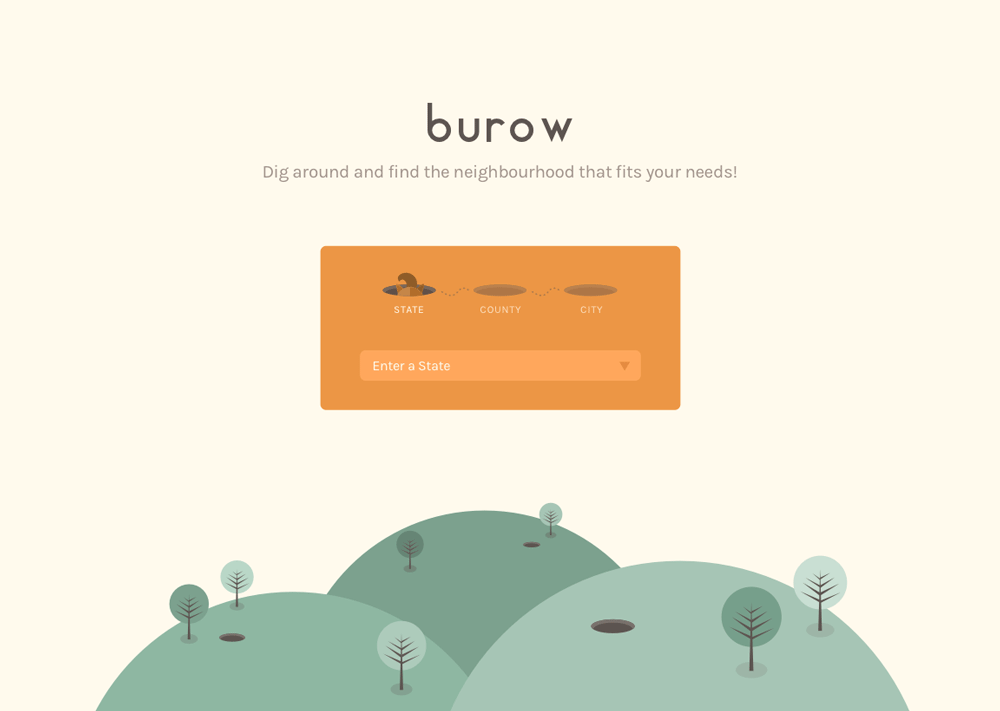 burow
Dig around and find the neighbourhood that fits your needs!
STATE COUNTY CITY
Enter a State